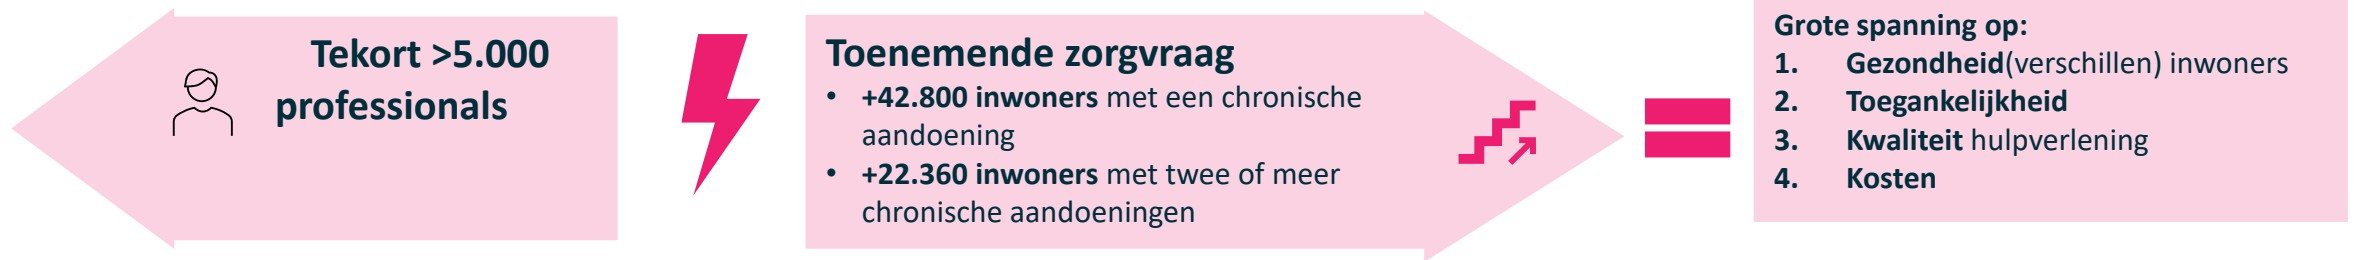 Tekort >5.000
professionals
Toenemende zorgvraag
• +42.800 inwoners met een chronische
aandoening
• +22.360 inwoners met twee of meer
chronische aandoeningen
Grote spanning op:
1. Gezondheid(verschillen) inwoners
2. Toegankelijkheid
3. Kwaliteit hulpverlening
4. Kosten